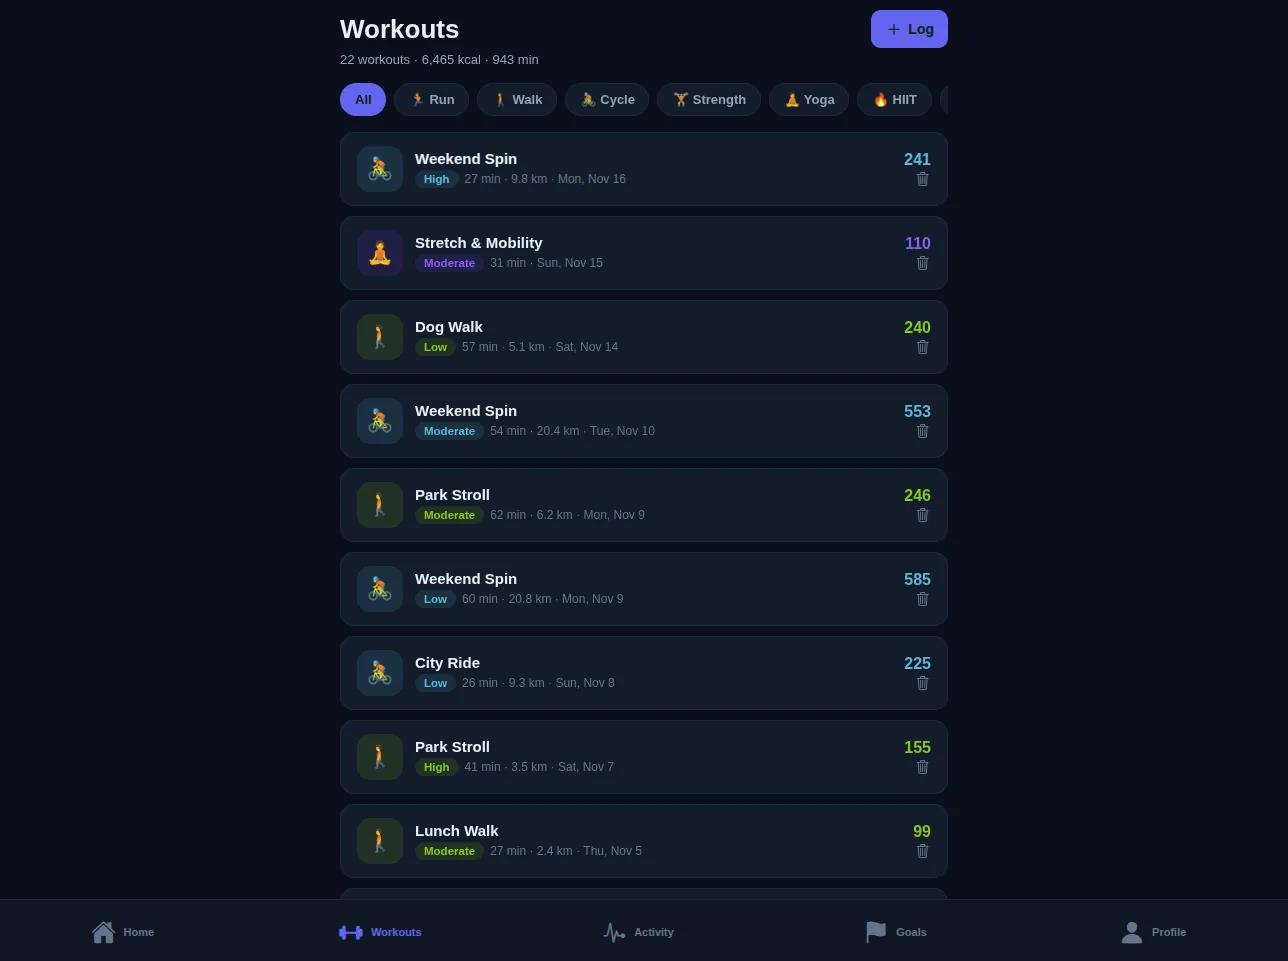 Workouts
+ Log
22 workouts · 6,465 kcal · 943 min
All
Run
Walk
Cycle
Strength
Yoga
HIIT
Weekend Spin
241
High 27 min · 9.8 km · Mon, Nov 16
Stretch & Mobility
110
Moderate 31 min · Sun, Nov 15
Dog Walk
240
Low 57 min · 5.1 km · Sat, Nov 14
Weekend Spin
553
Moderate 54 min · 20.4 km · Tue, Nov 10
Park Stroll
246
Moderate 62 min · 6.2 km · Mon, Nov 9
Weekend Spin
585
Low 60 min · 20.8 km · Mon, Nov 9
City Ride
225
Low 26 min · 9.3 km · Sun, Nov 8
Park Stroll
155
High 41 min · 3.5 km · Sat, Nov 7
Lunch Walk
99
Moderate 27 min · 2.4 km · Thu, Nov 5
Home
Workouts
Activity
Goals
Profile